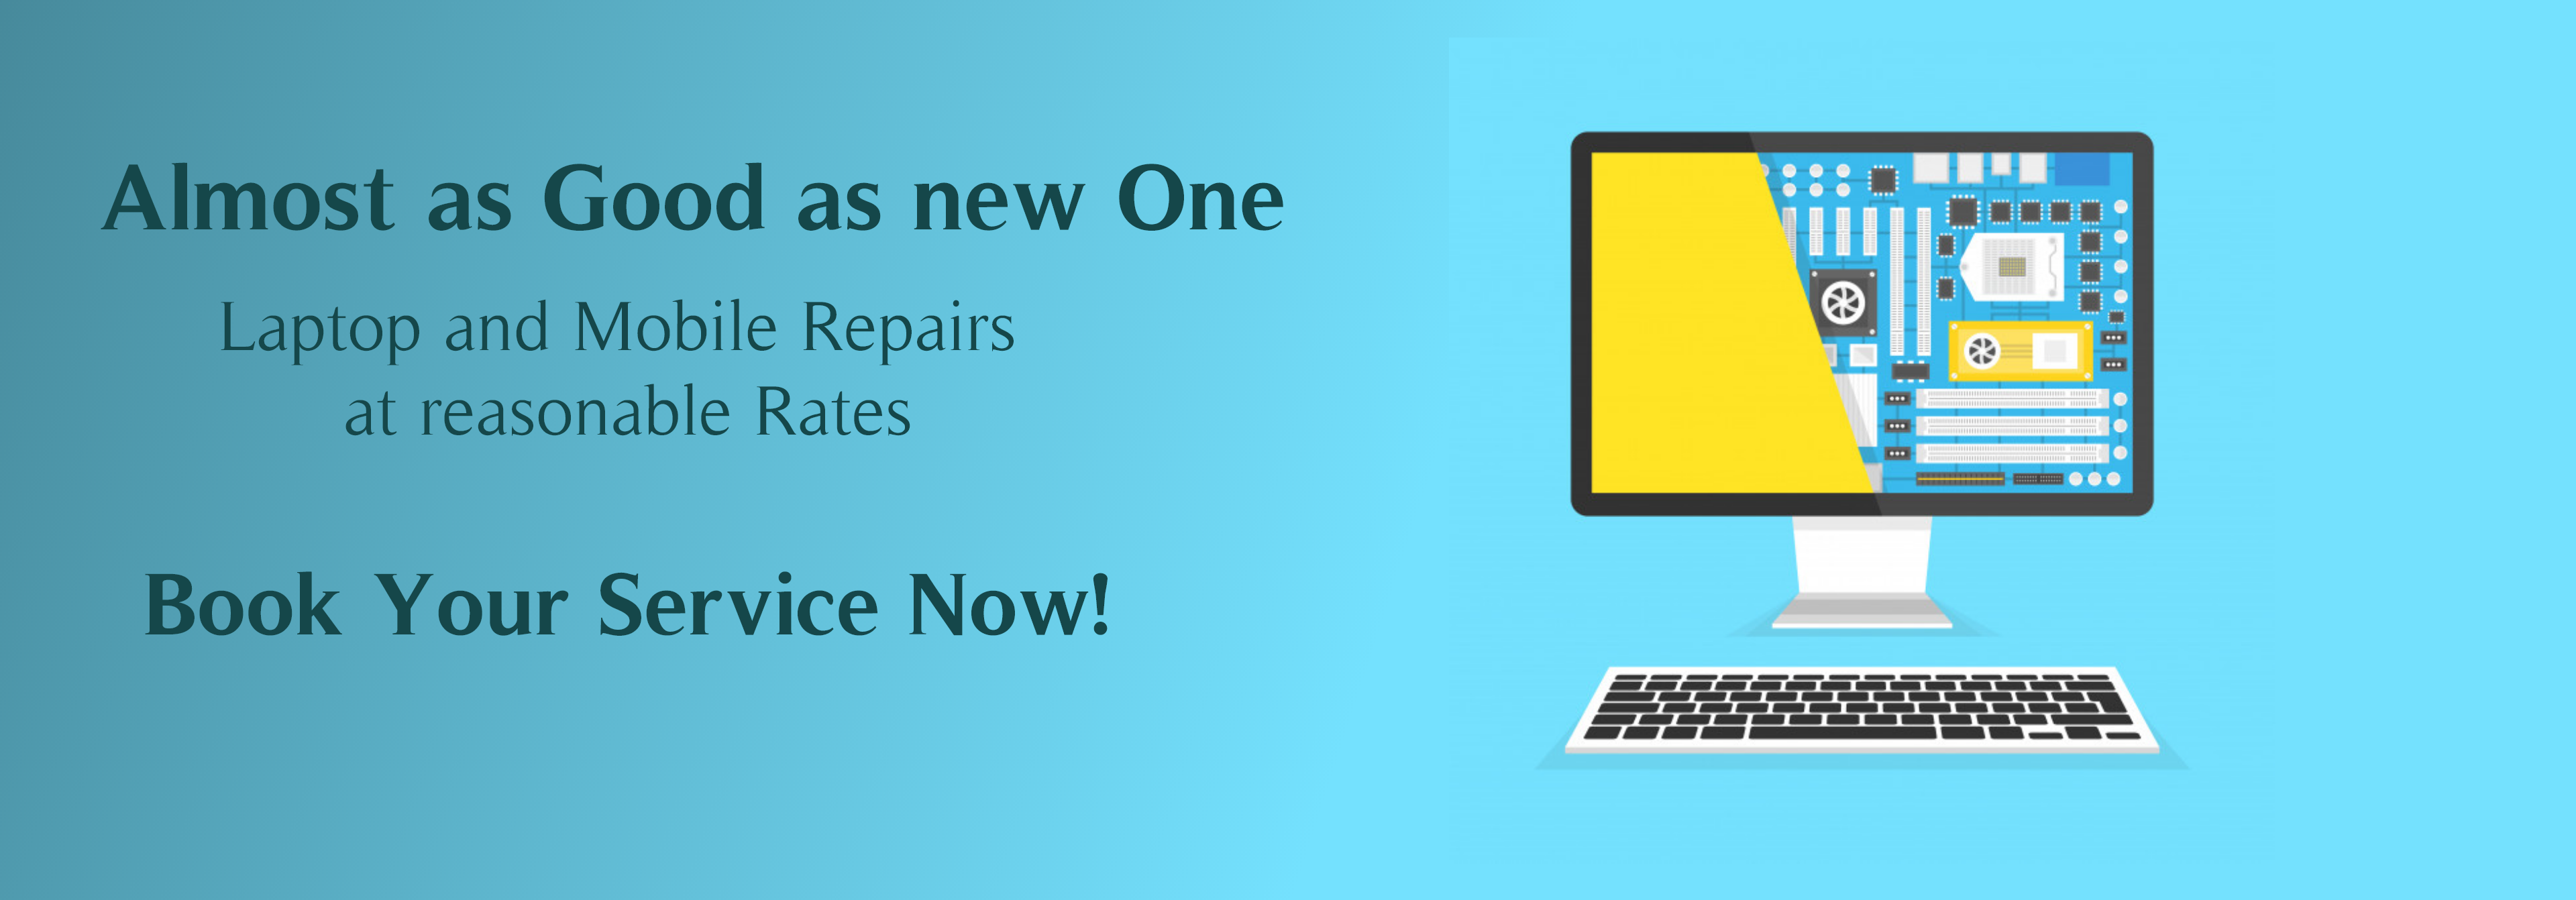 Almost as Good as new One
Laptop and Mobile Repairs
at reasonable Rates
Book Your Service Now!